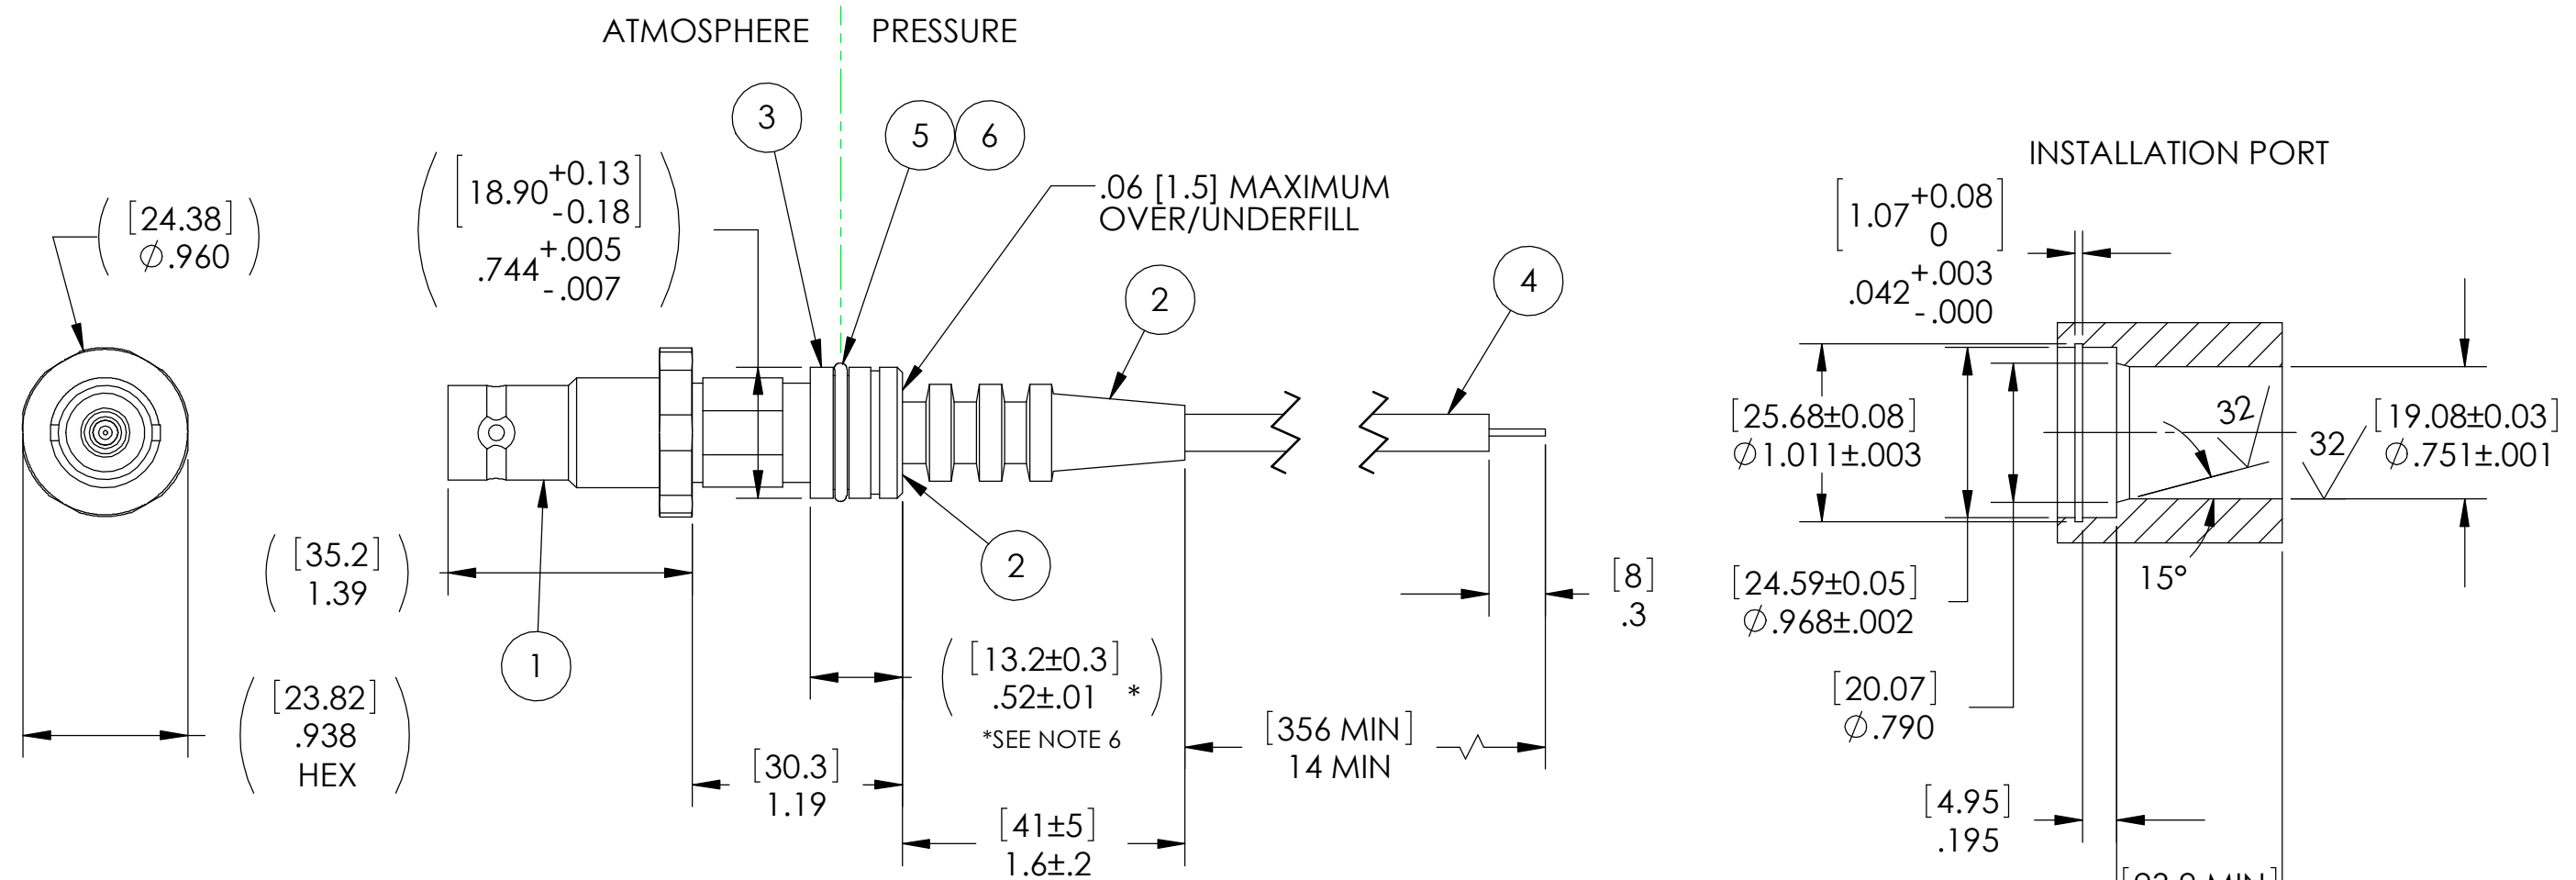 ATMOSPHERE
PRESSURE
3
5
6
[24.38]
Ø.960
[18.90 +0.13 -0.18]
.744 +.005 -.007
.06 [1.5] MAXIMUM
OVER/UNDERFILL
2
4
[35.2]
1.39
1
2
[23.82]
.938
HEX
[13.2±0.3]
.52±.01 *
*SEE NOTE 6
[30.3]
1.19
[41±5]
1.6±.2
[356 MIN]
14 MIN
[8]
.3
INSTALLATION PORT
[1.07 +0.08 0]
.042 +.003 -.000
[25.68±0.08]
Ø1.011±.003
32
32
[19.08±0.03]
Ø.751±.001
[24.59±0.05]
Ø.968±.002
15°
[20.07]
Ø.790
[4.95]
.195
MIN]